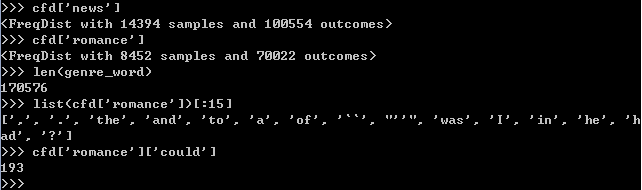 >>> cfd['news']
<FreqDist with 14394 samples and 100554 outcomes>
>>> cfd['romance']
<FreqDist with 8452 samples and 70022 outcomes>
>>> len(genre_word)
170576
>>> list(cfd['romance'])[:15]
[',', '.', 'the', 'and', 'to', 'a', 'of', '``', "''", 'was', 'I', 'in', 'he', 'h
ad', '?']
>>> cfd['romance']['could']
193
>>>